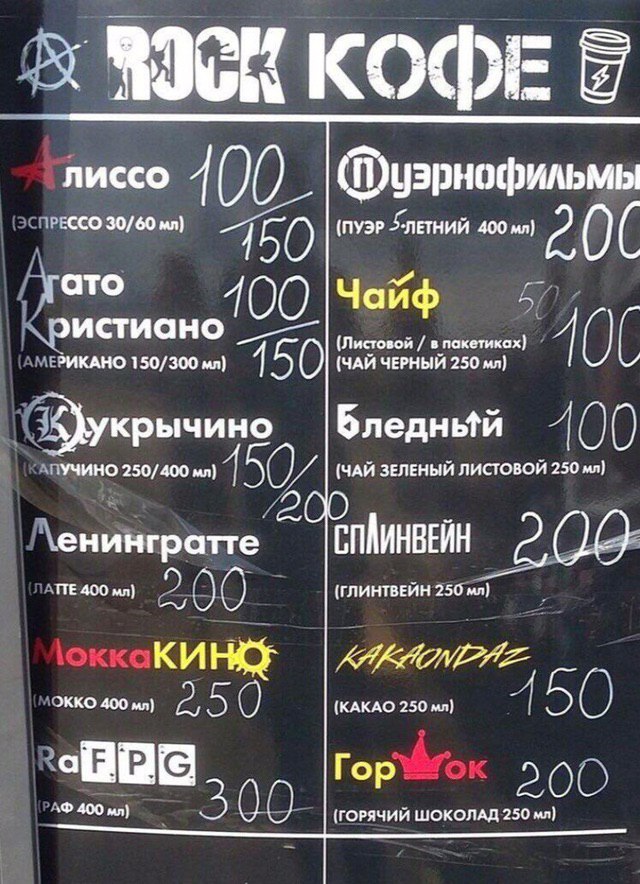 ROCK КОФЕ
Алиссо 100/150
(ЭСПРЕССО 30/60 мл)
Агато
Кристиано 100/150
(АМЕРИКАНО 150/300 мл)
Кукрычино
(КАПУЧИНО 250/400 мл) 150/200
Ленингратте
(ЛАТТЕ 400 мл) 200
МоккаКИНО
(МОККО 400 мл) 250
RaFPG
(РАФ 400 мл) 300
Пуэрнофильмы
(ПУЭР 5-ЛЕТНИЙ 400 мл) 200
Чайф 50/100
(Листовой / в пакетиках)
(ЧАЙ ЧЕРНЫЙ 250 мл)
Бледный 100
(ЧАЙ ЗЕЛЕНЫЙ ЛИСТОВОЙ 250 мл)
СПЛИНВЕЙН 200
(ГЛИНТВЕЙН 250 мл)
KAKAONDAZ
(КАКАО 250 мл) 150
ГорШок 200
(ГОРЯЧИЙ ШОКОЛАД 250 мл)